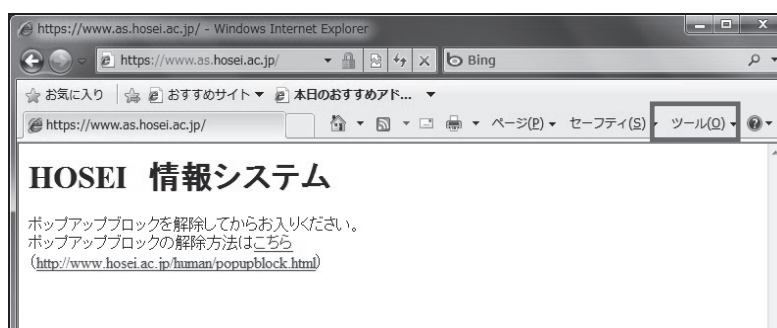 https://www.as.hosei.ac.jp/ - Windows Internet Explorer
https://www.as.hosei.ac.jp/ Bing
お気に入り おすすめサイト ▼ 本日のおすすめアド... ▼
https://www.as.hosei.ac.jp/ ページ(P) ▼ セーフティ(S) ツール(O) ▼
HOSEI 情報システム
ポップアップブロックを解除してからお入りください。
ポップアップブロックの解除方法はこちら
(http://www.hosei.ac.jp/human/popupblock.html)